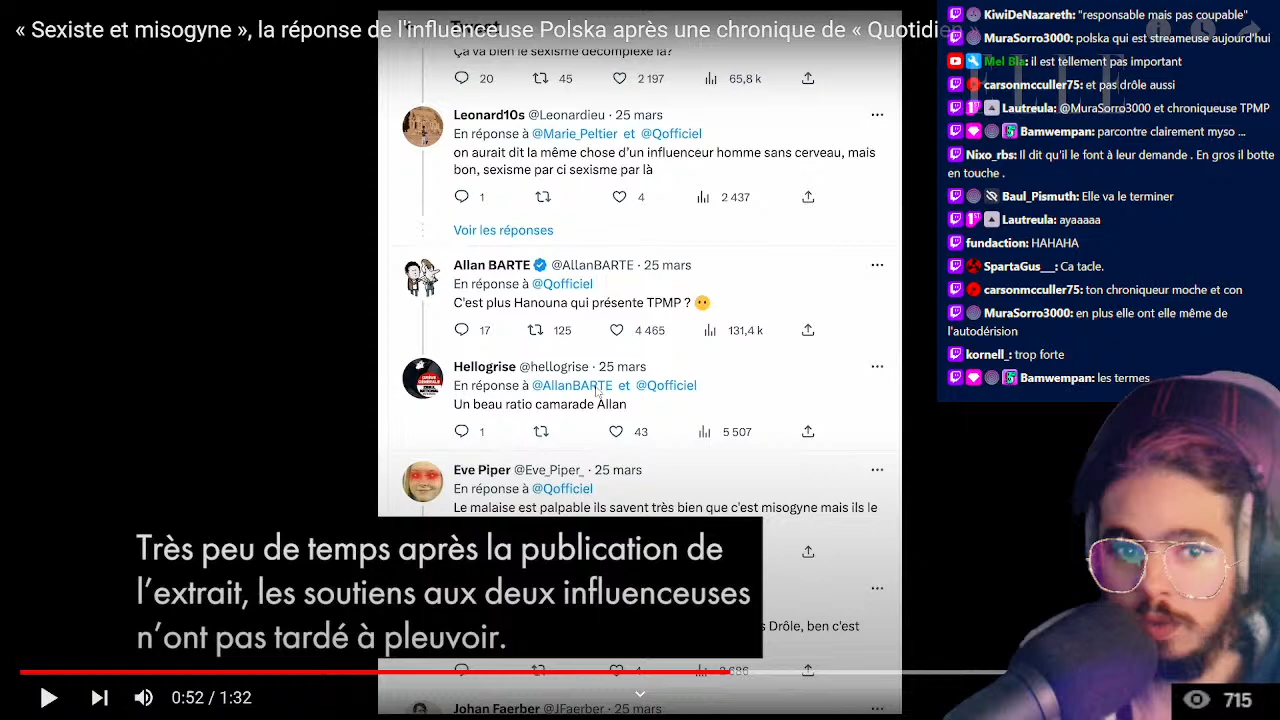 « Sexiste et misogyne », la réponse de l'influenceuse Polska après une chronique de « Quotidien »
Tweet
Ça va bien le sexisme décomplexé là?
20 45 2 197 65,8 k
Leonard10s @Leonardieu · 25 mars
En réponse à @Marie_Peltier et @Qofficiel
on aurait dit la même chose d'un influenceur homme sans cerveau, mais
bon, sexisme par ci sexisme par là
1 4 2 437
Voir les réponses
Allan BARTE @AllanBARTE · 25 mars
En réponse à @Qofficiel
C'est plus Hanouna qui présente TPMP ? 😶
17 125 4 465 131,4 k
Hellogrise @hellogrise · 25 mars
En réponse à @AllanBARTE et @Qofficiel
Un beau ratio camarade Allan
1 43 5 507
Eve Piper @Eve_Piper_ · 25 mars
En réponse à @Qofficiel
Le malaise est palpable ils savent très bien que c'est misogyne mais ils le
Drôle, ben c'est
Johan Faerber @JFaerber · 25 mars
Très peu de temps après la publication de
l'extrait, les soutiens aux deux influenceuses
n'ont pas tardé à pleuvoir.
0:52 / 1:32
ELLE
KiwiDeNazareth: "responsable mais pas coupable"
MuraSorro3000: polska qui est streameuse aujourd'hui
Mel Bla: il est tellement pas important
carsonmcculler75: et pas drôle aussi
Lautreula: @MuraSorro3000 et chroniqueuse TPMP
Bamwempan: parcontre clairement myso ...
Nixo_rbs: Il dit qu'il le font à leur demande . En gros il botte
en touche .
Baul_Pismuth: Elle va le terminer
Lautreula: ayaaaaa
fundaction: HAHAHA
SpartaGus__: Ca tacle.
carsonmcculler75: ton chroniqueur moche et con
MuraSorro3000: en plus elle ont elle même de
l'autodérision
kornell_: trop forte
Bamwempan: les termes
715